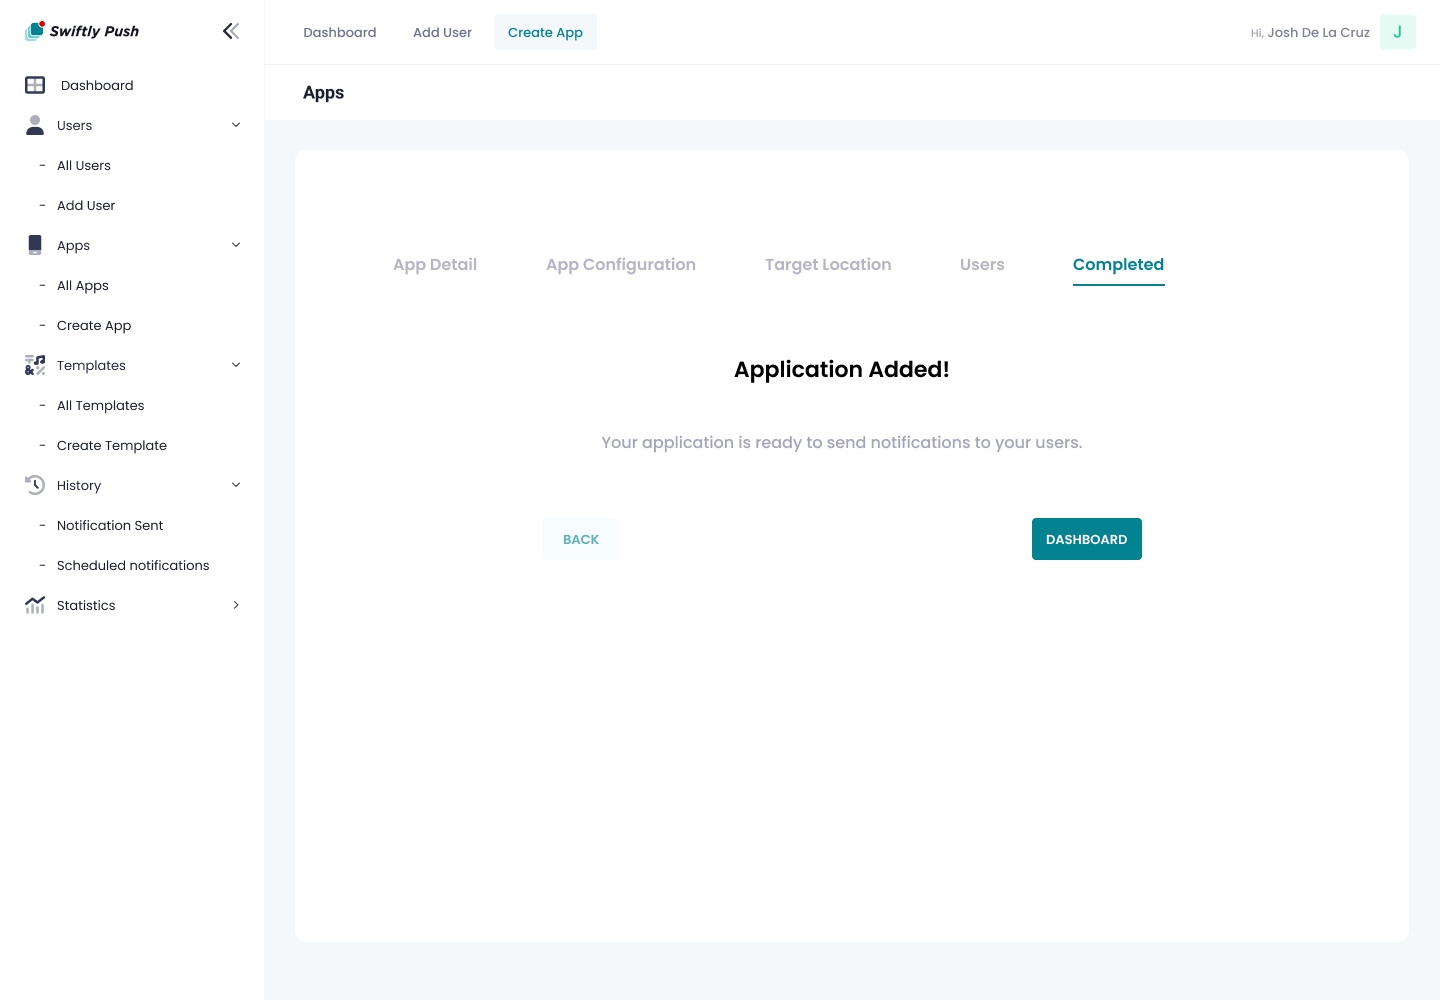 Swiftly Push
Dashboard
Users
- All Users
- Add User
Apps
- All Apps
- Create App
Templates
- All Templates
- Create Template
History
- Notification Sent
- Scheduled notifications
Statistics
Dashboard Add User Create App
Hi, Josh De La Cruz J
Apps
App Detail App Configuration Target Location Users Completed
Application Added!
Your application is ready to send notifications to your users.
BACK DASHBOARD